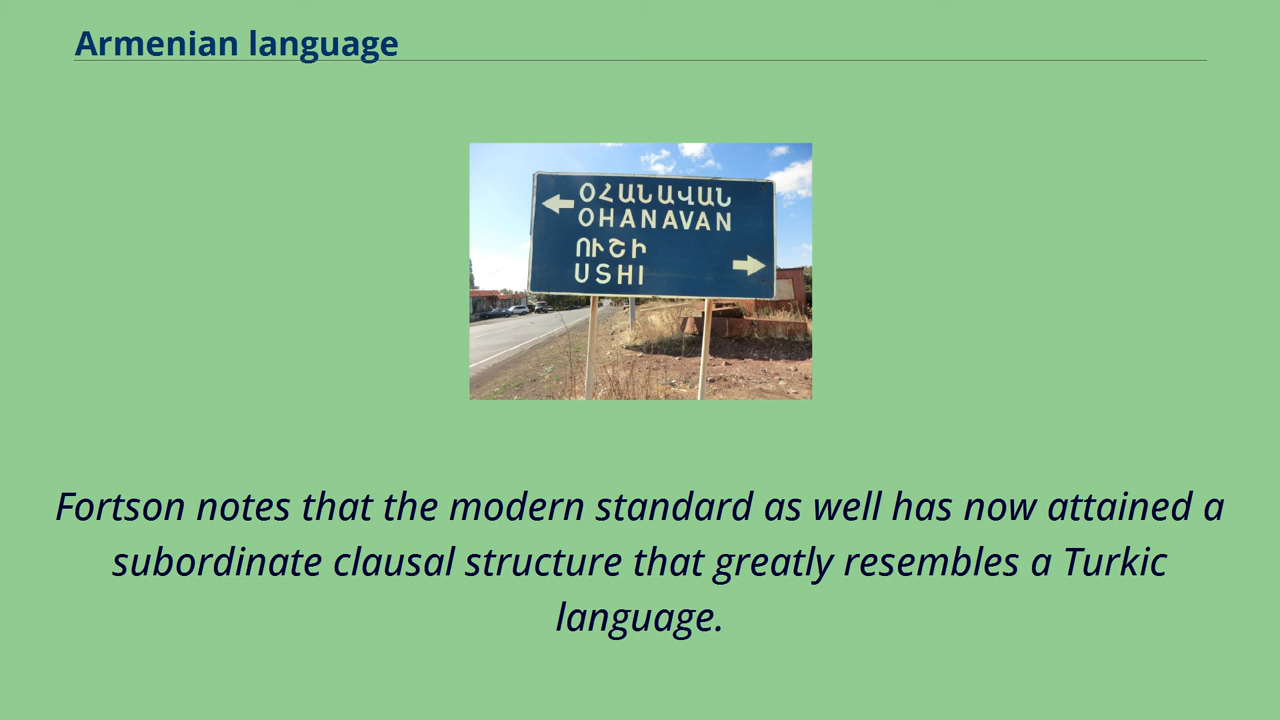 Armenian language
ՕՀԱՆԱՎԱՆ
OHANAVAN
ՈՒՇԻ
USHI
Fortson notes that the modern standard as well has now attained a
subordinate clausal structure that greatly resembles a Turkic
language.